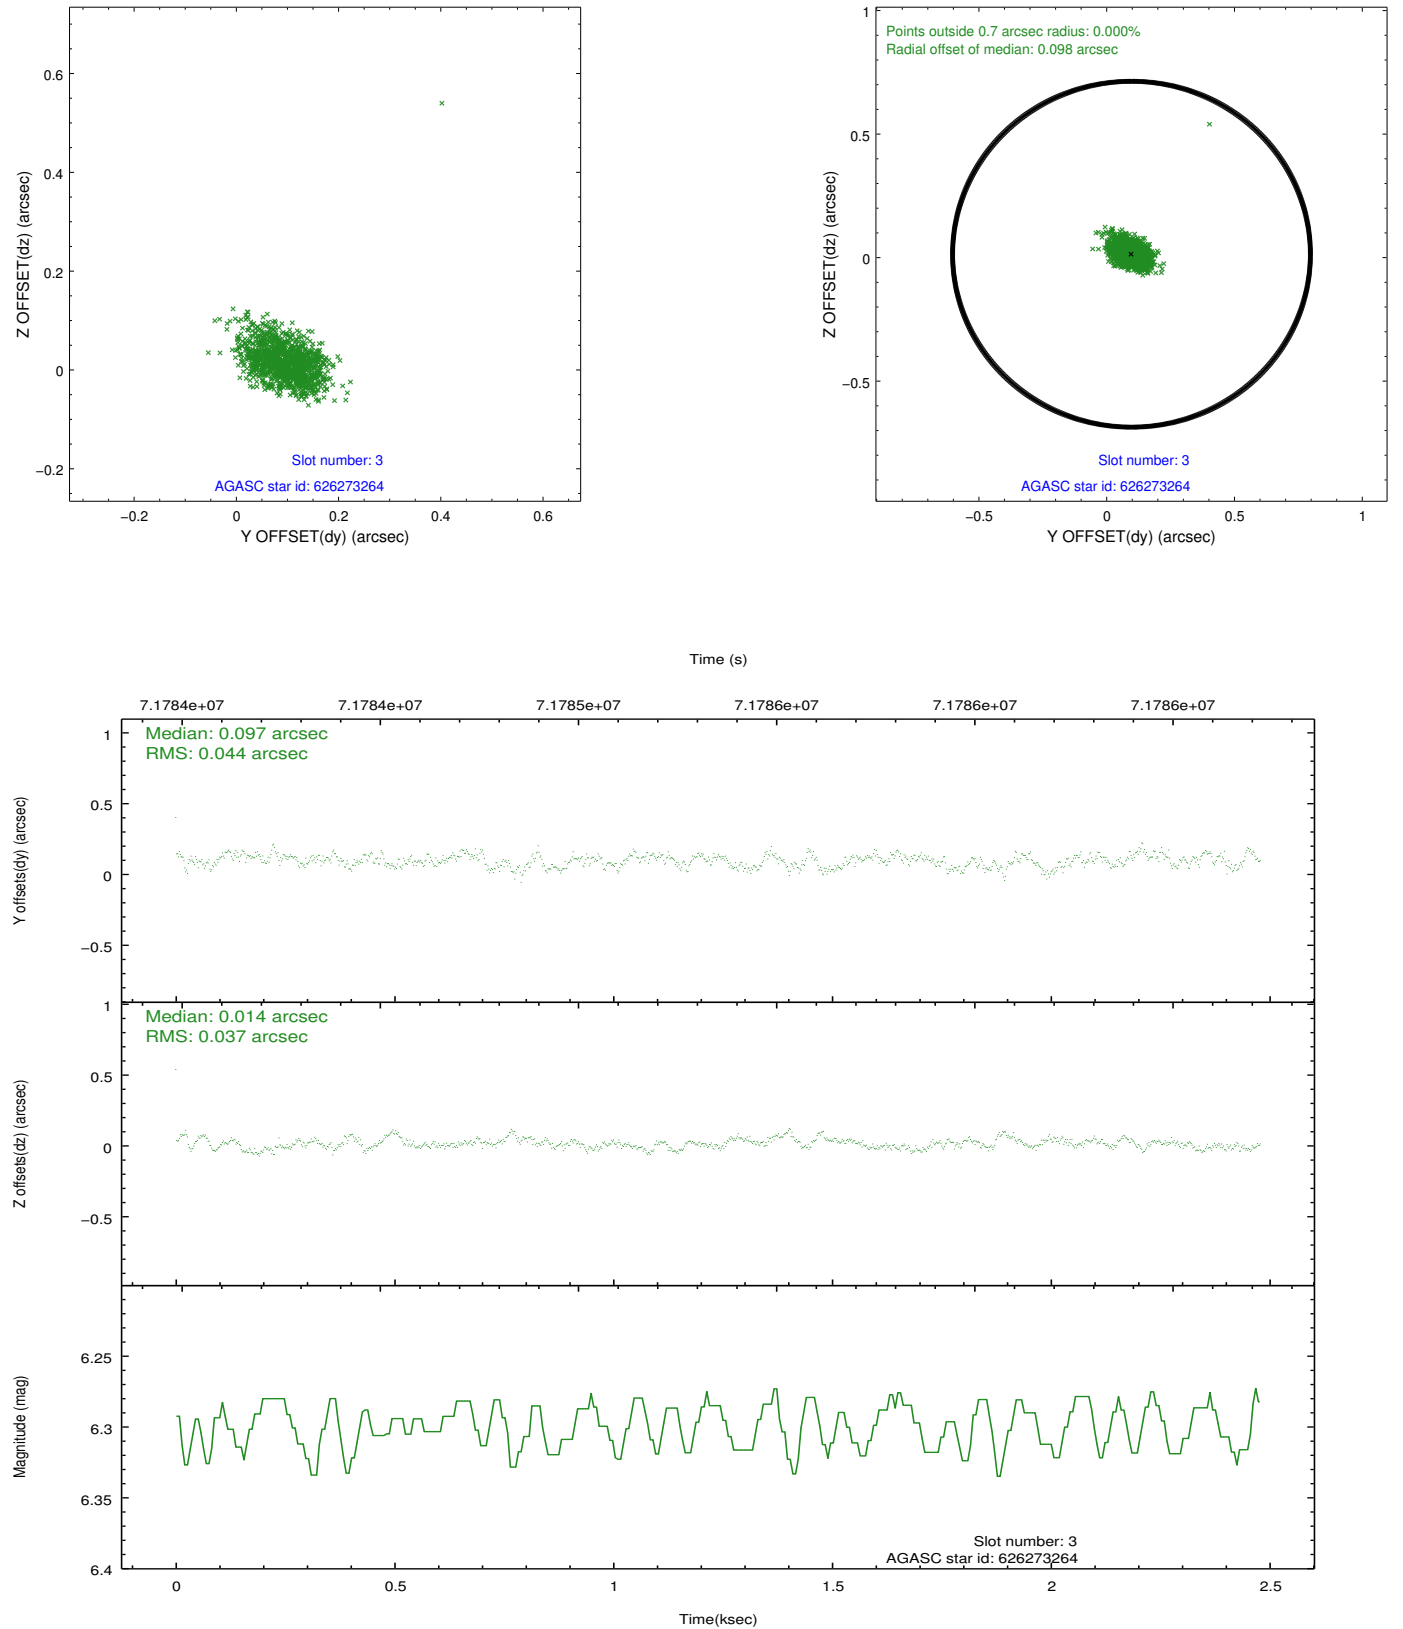 0.6
0.4
0.2
0
−0.2
Z OFFSET(dz) (arcsec)
Slot number: 3
AGASC star id: 626273264
−0.2 0 0.2 0.4 0.6
Y OFFSET(dy) (arcsec)
Points outside 0.7 arcsec radius: 0.000%
Radial offset of median: 0.098 arcsec
1
0.5
0
−0.5
Z OFFSET(dz) (arcsec)
Slot number: 3
AGASC star id: 626273264
−0.5 0 0.5 1
Y OFFSET(dy) (arcsec)
Time (s)
7.1784e+07 7.1784e+07 7.1785e+07 7.1786e+07 7.1786e+07 7.1786e+07
Median: 0.097 arcsec
RMS: 0.044 arcsec
1
0.5
0
−0.5
Y offsets(dy) (arcsec)
Median: 0.014 arcsec
RMS: 0.037 arcsec
1
0.5
0
−0.5
Z offsets(dz) (arcsec)
6.25
6.3
6.35
6.4
Magnitude (mag)
Slot number: 3
AGASC star id: 626273264
0 0.5 1 1.5 2 2.5
Time(ksec)